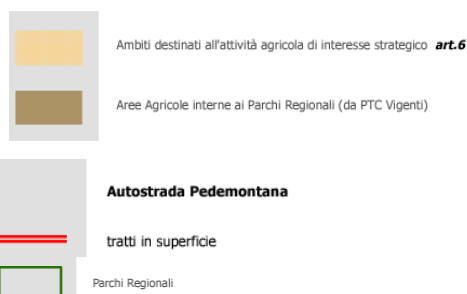 Ambiti destinati all'attività agricola di interesse strategico art.6
Aree Agricole interne ai Parchi Regionali (da PTC Vigenti)
Autostrada Pedemontana
tratti in superficie
Parchi Regionali